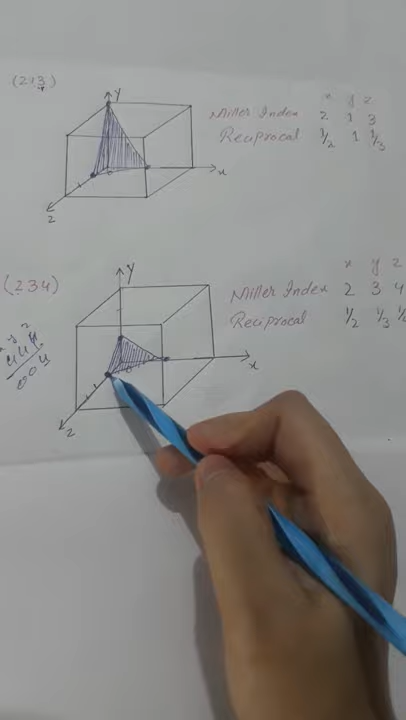 (213)
y
x
z
o
x y z
Miller Index 2 1 3
Reciprocal 1/2 1 1/3
(234)
y
x
z
o
x y z
Miller Index 2 3 4
Reciprocal 1/2 1/3 1/4